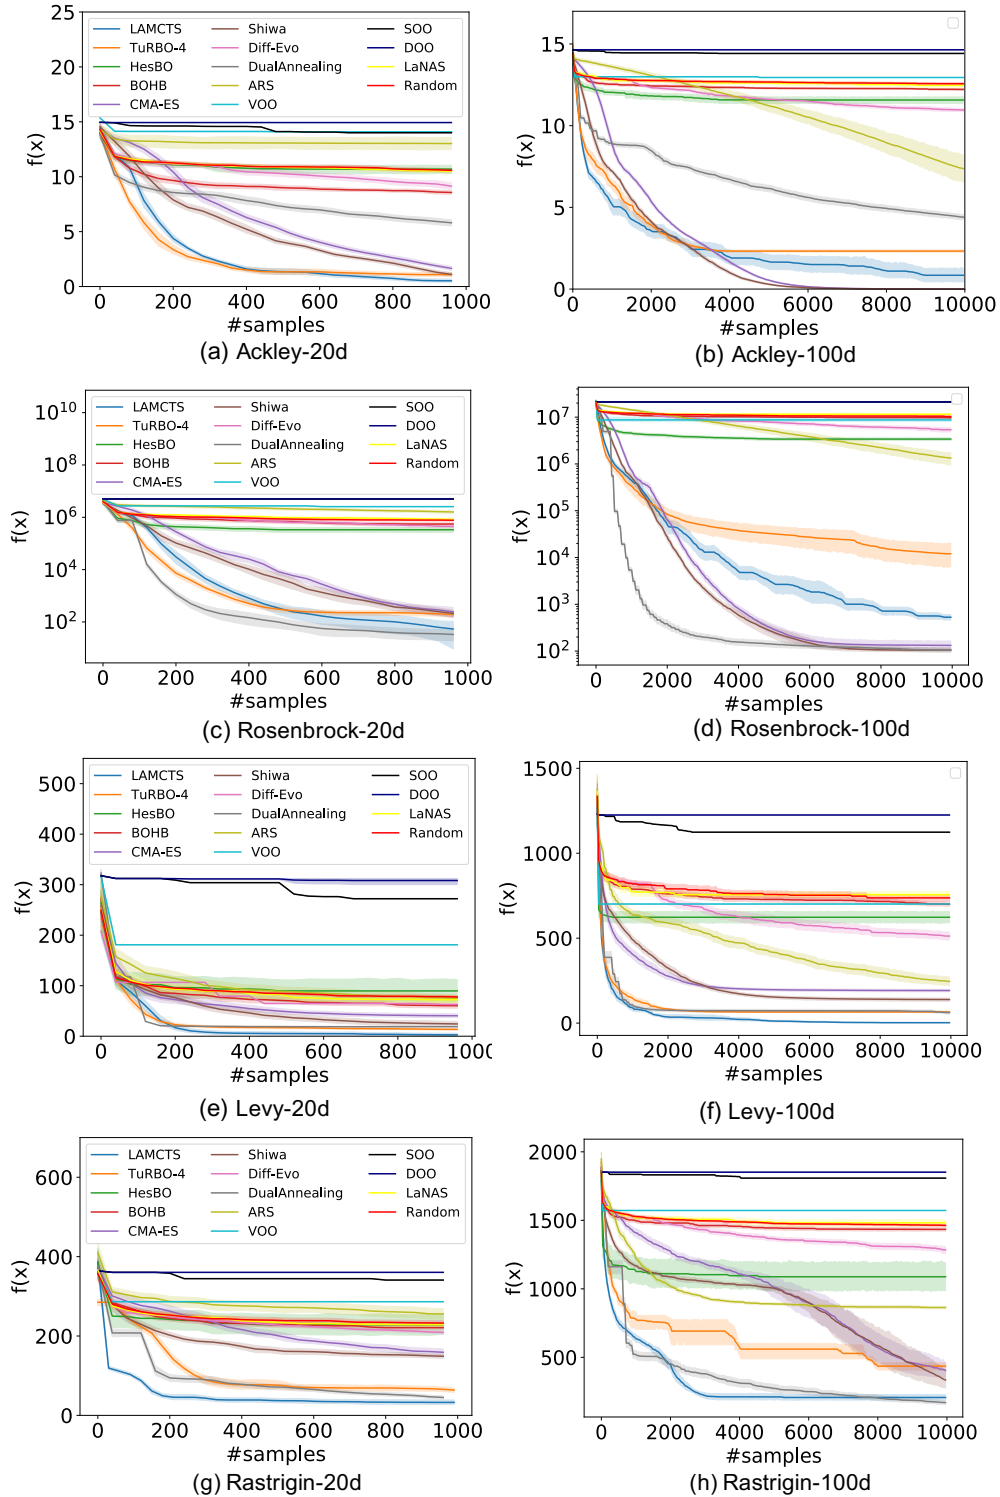 25
20
15
10
5
0
f(x)
LAMCTS
TuRBO-4
HesBO
BOHB
CMA-ES
Shiwa
Diff-Evo
DualAnnealing
ARS
VOO
SOO
DOO
LaNAS
Random
0 200 400 600 800 1000
#samples
(a) Ackley-20d
15
10
5
0
f(x)
0 2000 4000 6000 8000 10000
#samples
(b) Ackley-100d
10^10
10^8
10^6
10^4
10^2
f(x)
LAMCTS
TuRBO-4
HesBO
BOHB
CMA-ES
Shiwa
Diff-Evo
DualAnnealing
ARS
VOO
SOO
DOO
LaNAS
Random
0 200 400 600 800 1000
#samples
(c) Rosenbrock-20d
10^7
10^6
10^5
10^4
10^3
10^2
f(x)
0 2000 4000 6000 8000 10000
#samples
(d) Rosenbrock-100d
500
400
300
200
100
0
f(x)
LAMCTS
TuRBO-4
HesBO
BOHB
CMA-ES
Shiwa
Diff-Evo
DualAnnealing
ARS
VOO
SOO
DOO
LaNAS
Random
0 200 400 600 800 1000
#samples
(e) Levy-20d
1500
1000
500
0
f(x)
0 2000 4000 6000 8000 10000
#samples
(f) Levy-100d
600
400
200
0
f(x)
LAMCTS
TuRBO-4
HesBO
BOHB
CMA-ES
Shiwa
Diff-Evo
DualAnnealing
ARS
VOO
SOO
DOO
LaNAS
Random
0 200 400 600 800 1000
#samples
(g) Rastrigin-20d
2000
1500
1000
500
f(x)
0 2000 4000 6000 8000 10000
#samples
(h) Rastrigin-100d